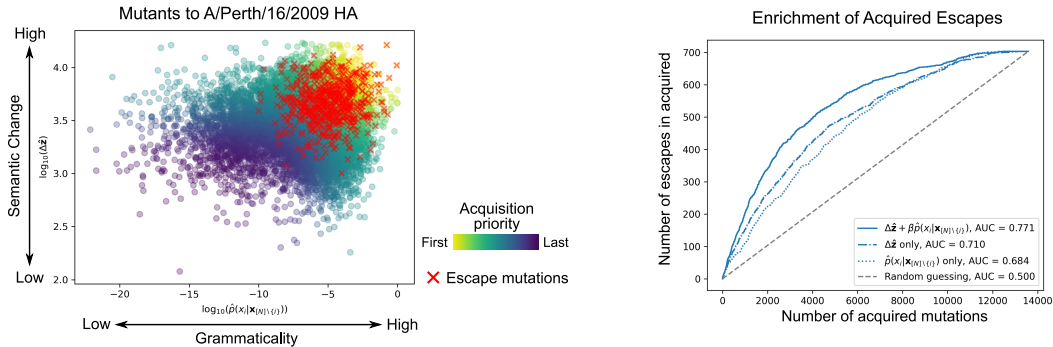 Mutants to A/Perth/16/2009 HA
High
Semantic Change
Low
log₁₀(Δẑ)
4.0
3.5
3.0
2.5
2.0
−20
−15
−10
−5
0
log₁₀(p̂(xᵢ|𝐱[N]∖{i}))
Low
High
Grammaticality
Acquisition
priority
First
Last
Escape mutations
Enrichment of Acquired Escapes
Number of escapes in acquired
700
600
500
400
300
200
100
0
0
2000
4000
6000
8000
10000
12000
14000
Number of acquired mutations
Δẑ + βp̂(xᵢ|𝐱[N]∖{i}), AUC = 0.771
Δẑ only, AUC = 0.710
p̂(xᵢ|𝐱[N]∖{i}) only, AUC = 0.684
Random guessing, AUC = 0.500